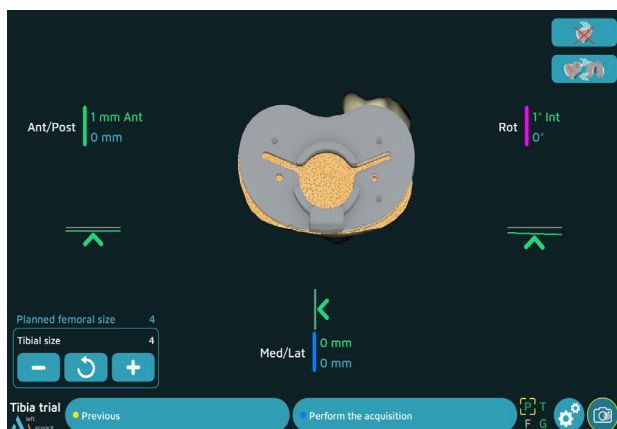 Ant/Post
1 mm Ant
0 mm
Rot
1° Int
0°
Planned femoral size 4
Tibial size 4
Med/Lat
0 mm
0 mm
Tibia trial
left
Previous
Perform the acquisition
P T
F G